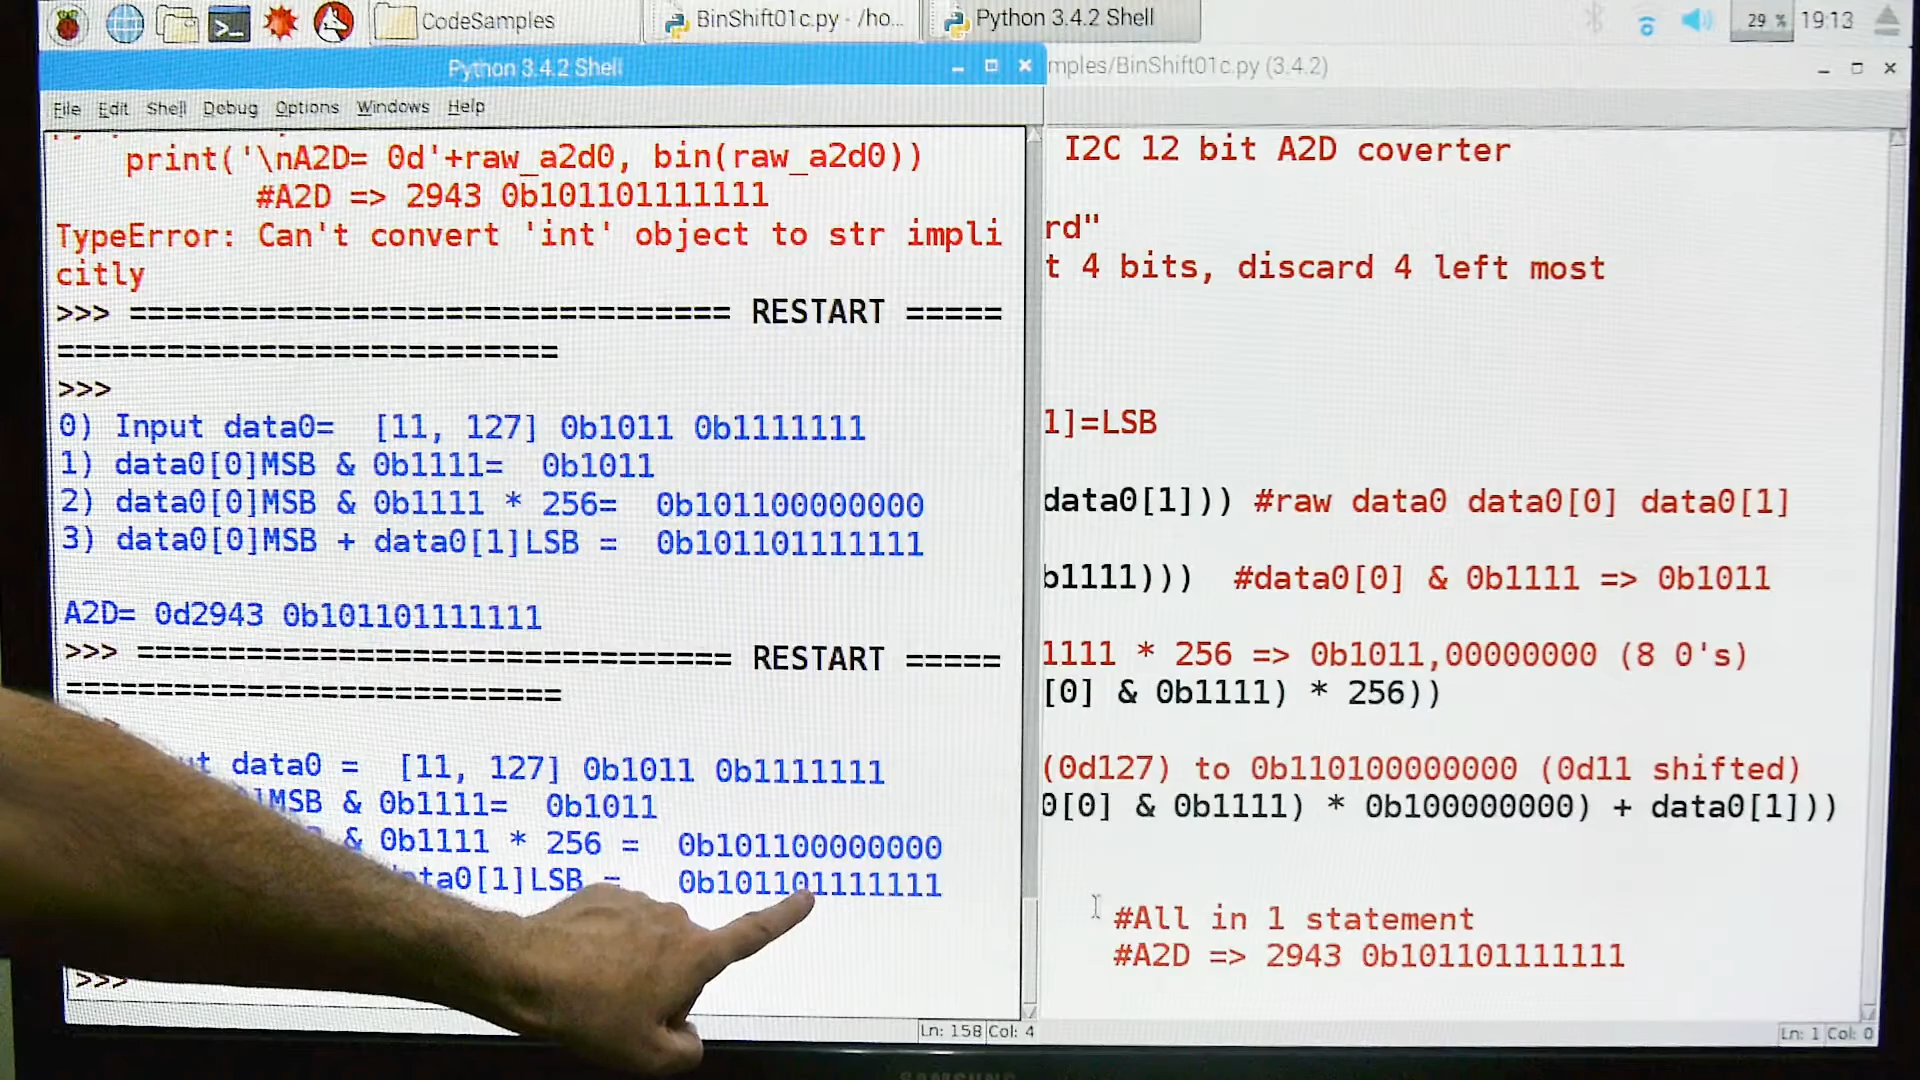 CodeSamples
BinShift01c.py - /ho...
Python 3.4.2 Shell
29 %
19:13
Python 3.4.2 Shell
mples/BinShift01c.py (3.4.2)
File Edit Shell Debug Options Windows Help
print('\nA2D= 0d'+raw_a2d0, bin(raw_a2d0))
#A2D => 2943 0b101101111111
TypeError: Can't convert 'int' object to str impli
citly
>>> ================================ RESTART =====
===========================
>>>
0) Input data0=  [11, 127] 0b1011 0b1111111
1) data0[0]MSB & 0b1111=  0b1011
2) data0[0]MSB & 0b1111 * 256=  0b101100000000
3) data0[0]MSB + data0[1]LSB =  0b101101111111
A2D= 0d2943 0b101101111111
>>> ================================ RESTART =====
===========================
ut data0 =  [11, 127] 0b1011 0b1111111
]MSB & 0b1111=  0b1011
& 0b1111 * 256 =  0b101100000000
ata0[1]LSB =  0b101101111111
>>>
Ln: 158 Col: 4
I2C 12 bit A2D coverter
rd"
t 4 bits, discard 4 left most
1]=LSB
data0[1])) #raw data0 data0[0] data0[1]
b1111))) #data0[0] & 0b1111 => 0b1011
1111 * 256 => 0b1011,00000000 (8 0's)
[0] & 0b1111) * 256))
(0d127) to 0b110100000000 (0d11 shifted)
0[0] & 0b1111) * 0b100000000) + data0[1]))
#All in 1 statement
#A2D => 2943 0b101101111111
Ln: 1 Col: 0
SAMSUNG